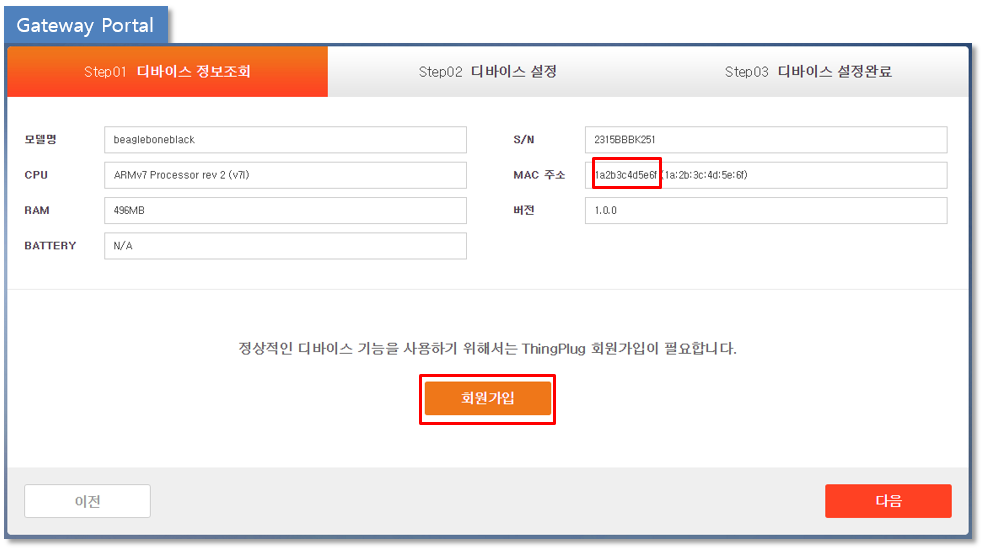 Gateway Portal
Step01 디바이스 정보조회
Step02 디바이스 설정
Step03 디바이스 설정완료
모델명 beagleboneblack
S/N 2315BBBK251
CPU ARMv7 Processor rev 2 (v7l)
MAC 주소 1a2b3c4d5e6f (1a:2b:3c:4d:5e:6f)
RAM 496MB
버전 1.0.0
BATTERY N/A
정상적인 디바이스 기능을 사용하기 위해서는 ThingPlug 회원가입이 필요합니다.
회원가입
이전
다음